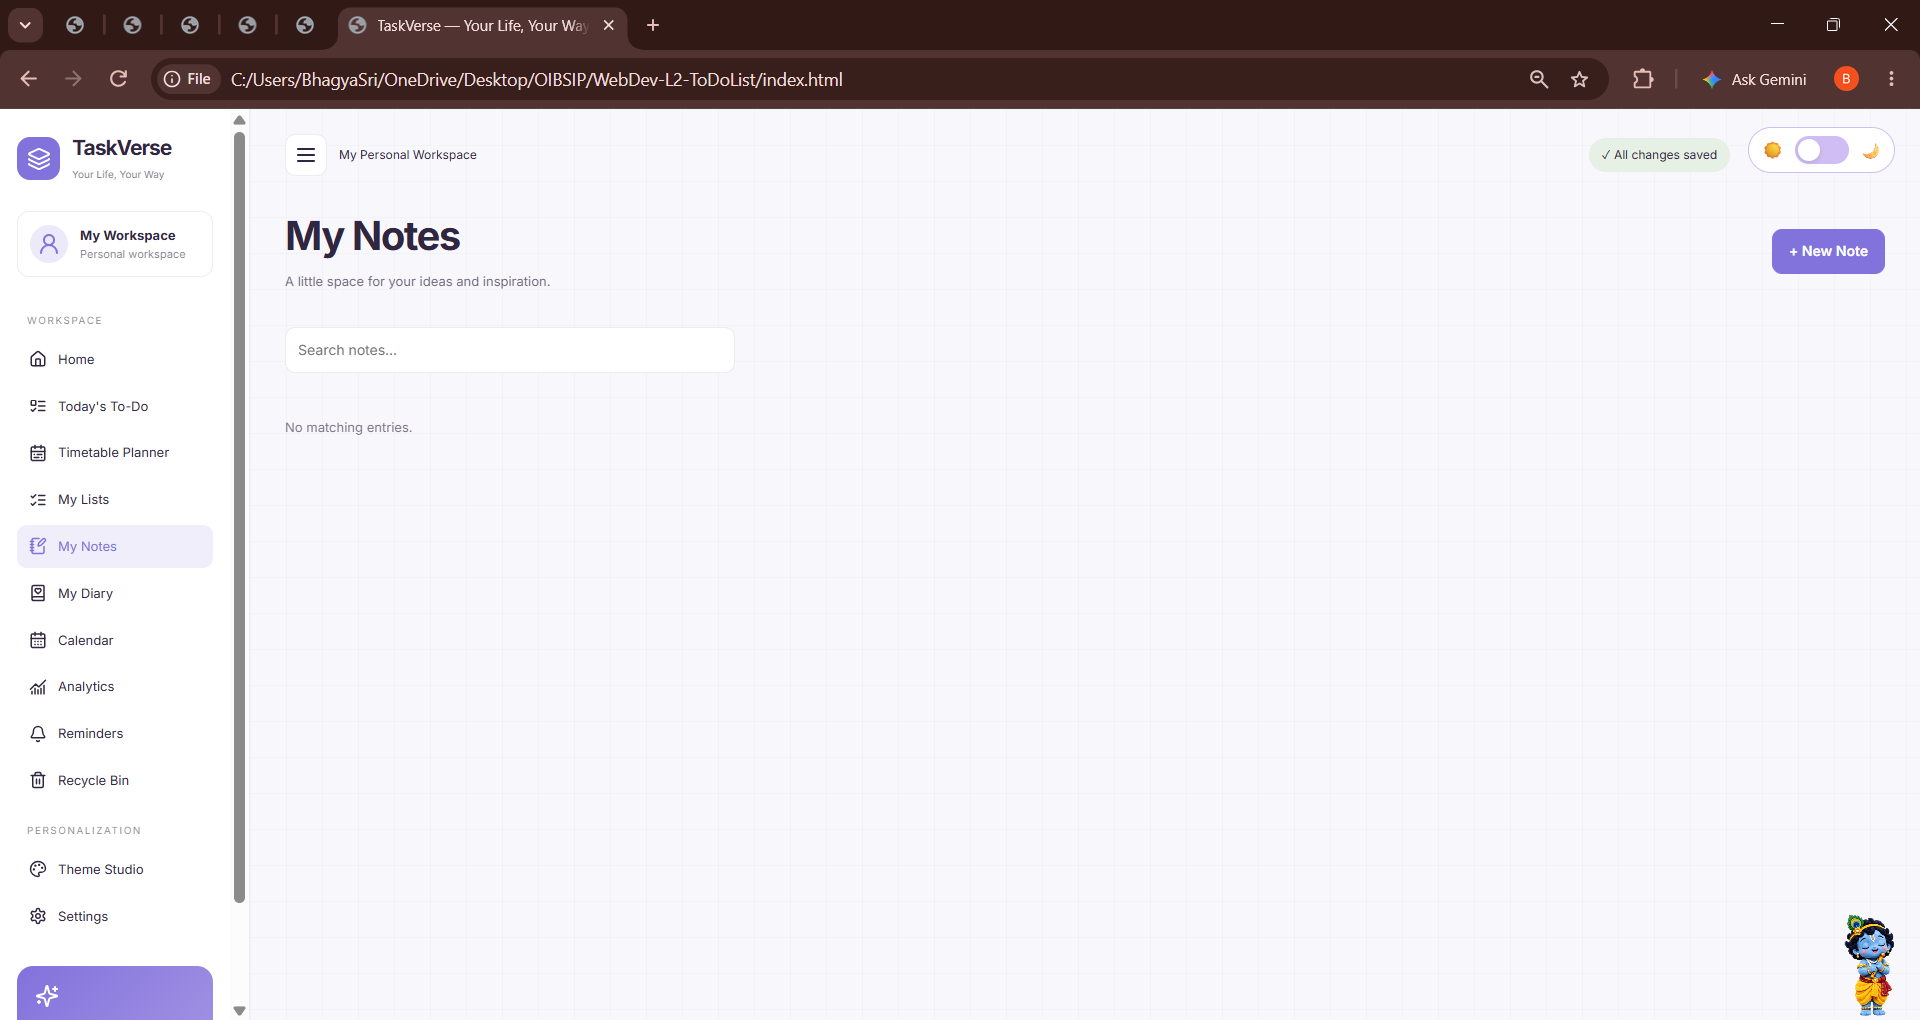 TaskVerse — Your Life, Your Way
File
C:/Users/BhagyaSri/OneDrive/Desktop/OIBSIP/WebDev-L2-ToDoList/index.html
Ask Gemini
B
TaskVerse
Your Life, Your Way
My Workspace
Personal workspace
WORKSPACE
Home
Today's To-Do
Timetable Planner
My Lists
My Notes
My Diary
Calendar
Analytics
Reminders
Recycle Bin
PERSONALIZATION
Theme Studio
Settings
My Personal Workspace
✓ All changes saved
My Notes
+ New Note
A little space for your ideas and inspiration.
Search notes...
No matching entries.